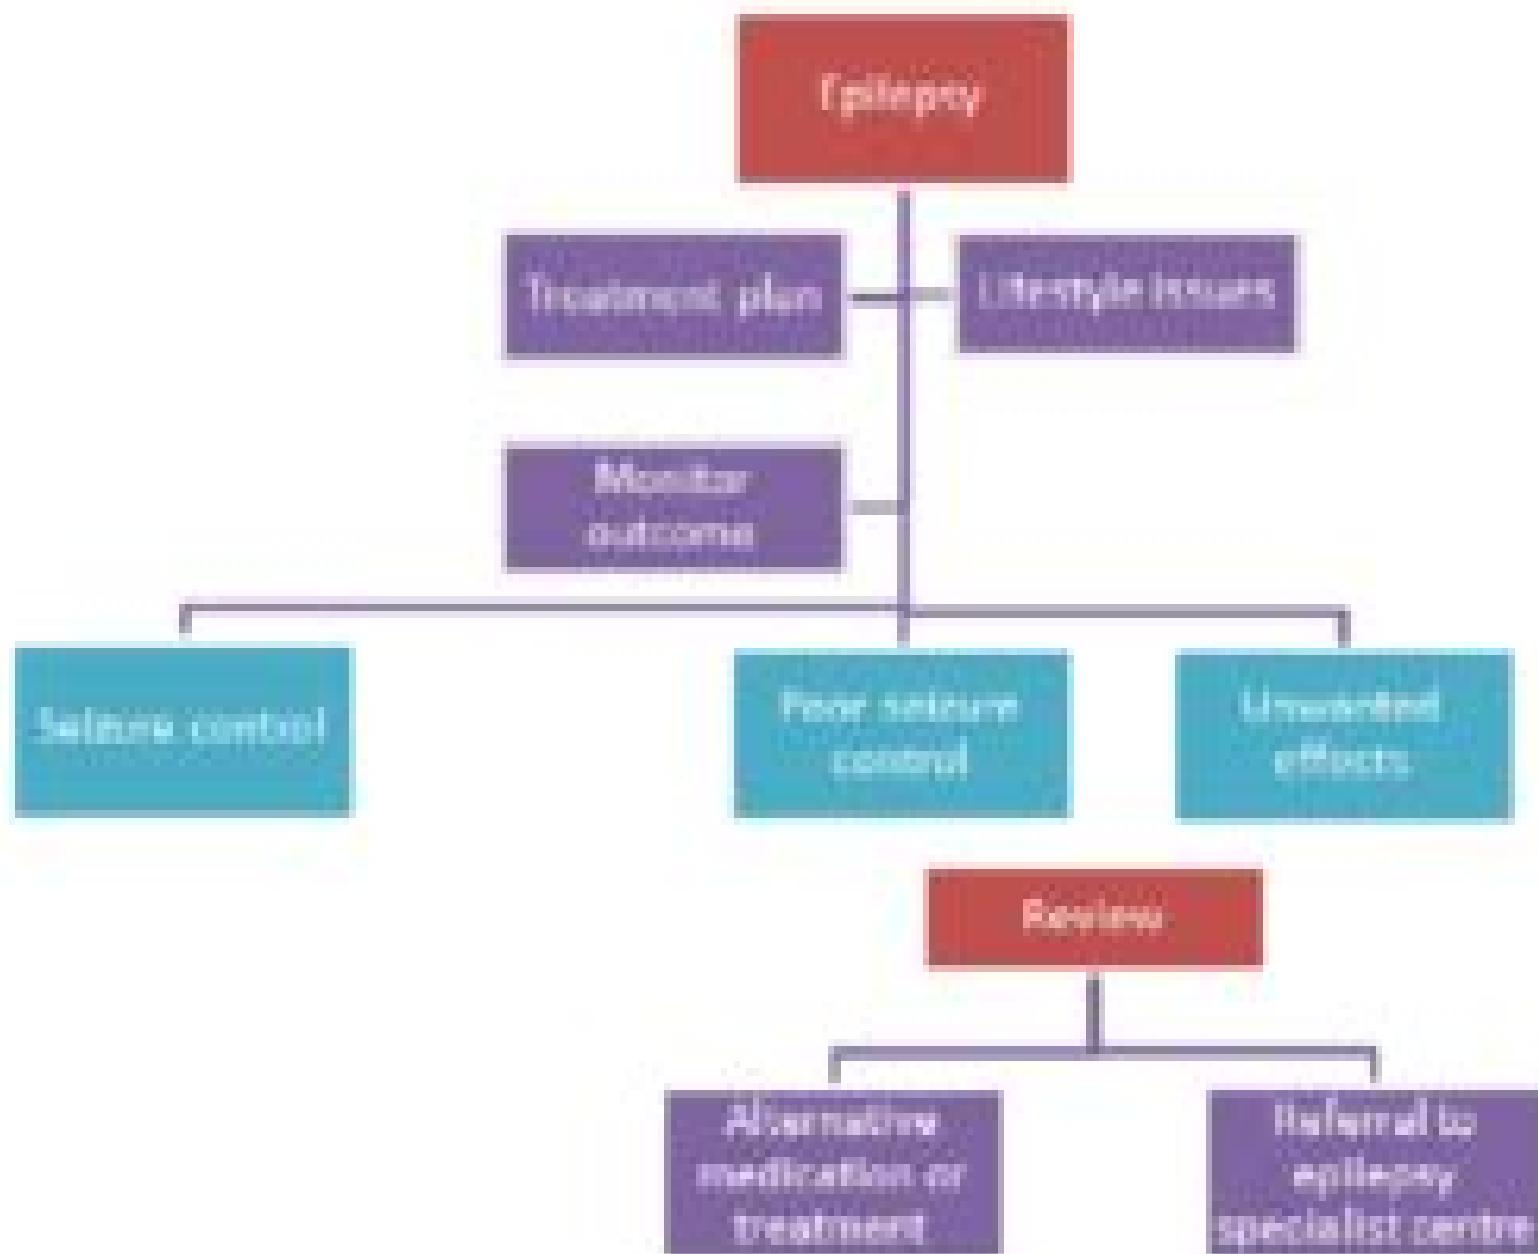 Epilepsy
Treatment plan
Lifestyle issues
Monitor
outcome
Seizure control
Poor seizure
control
Unwanted
effects
Review
Alternative
medication or
treatment
Referral to
epilepsy
specialist centre